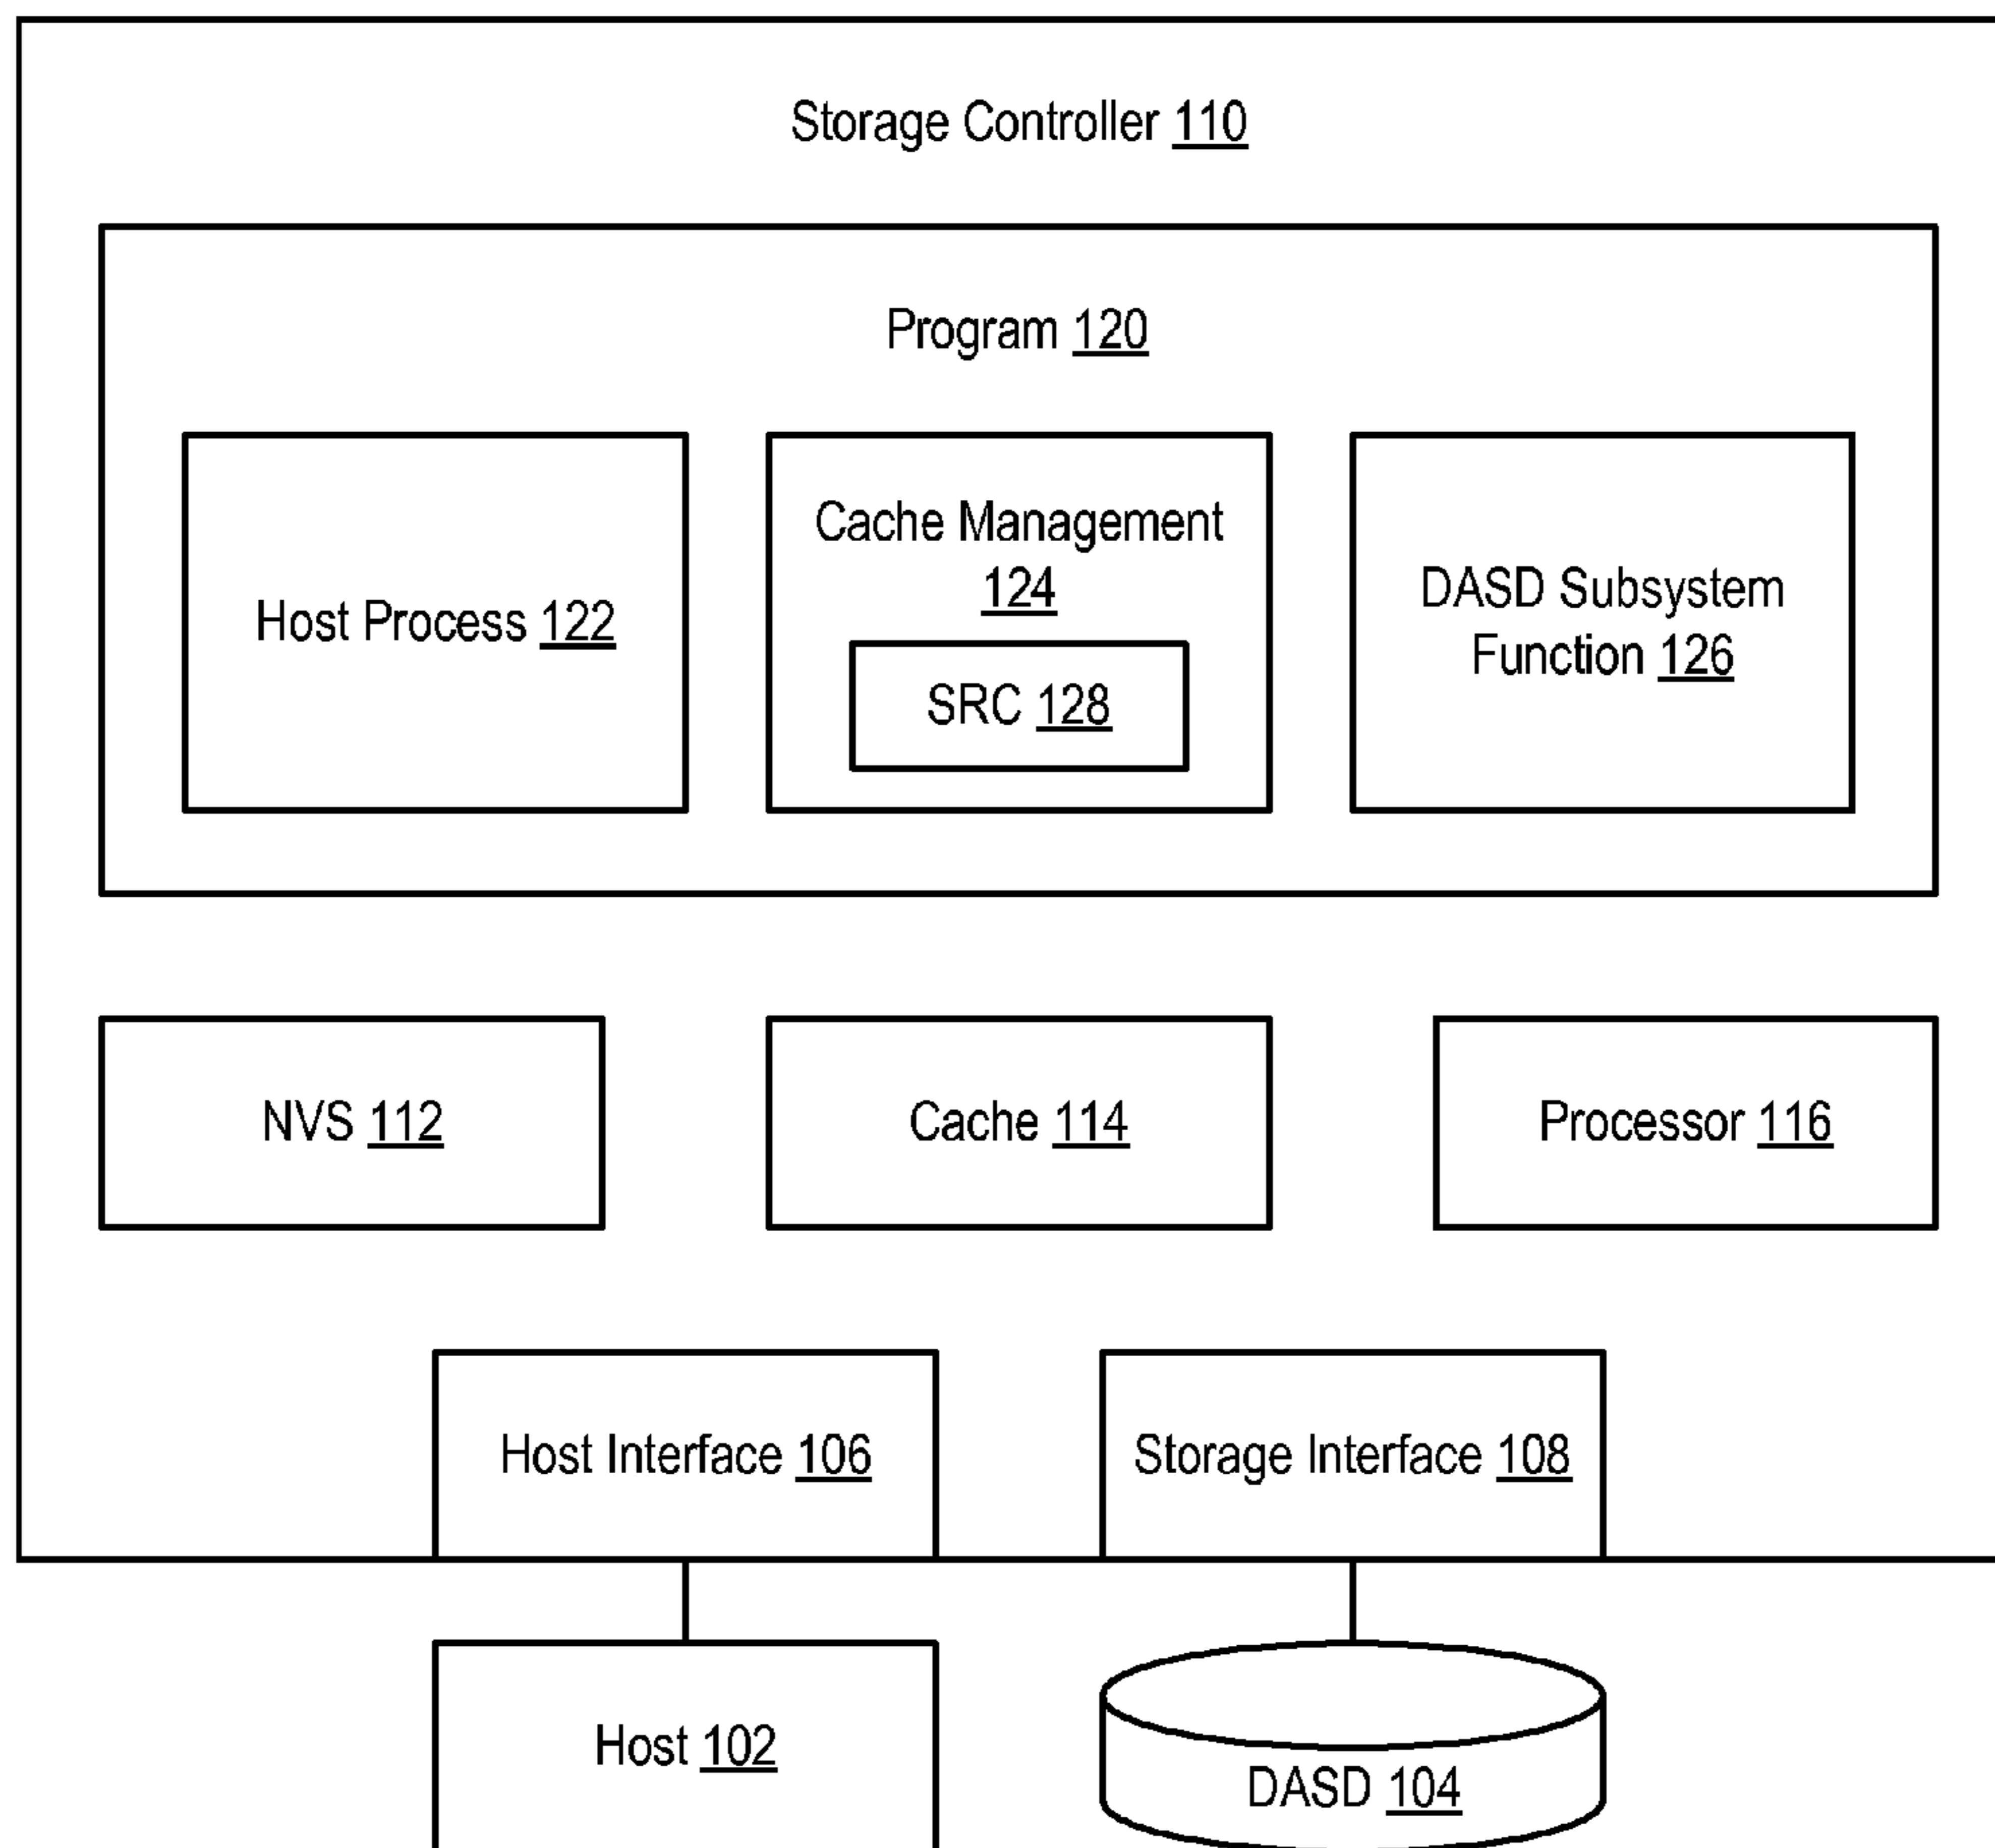 Storage Controller 110
Program 120
Host Process 122
Cache Management
124
SRC 128
DASD Subsystem
Function 126
NVS 112
Cache 114
Processor 116
Host Interface 106
Storage Interface 108
Host 102
DASD 104